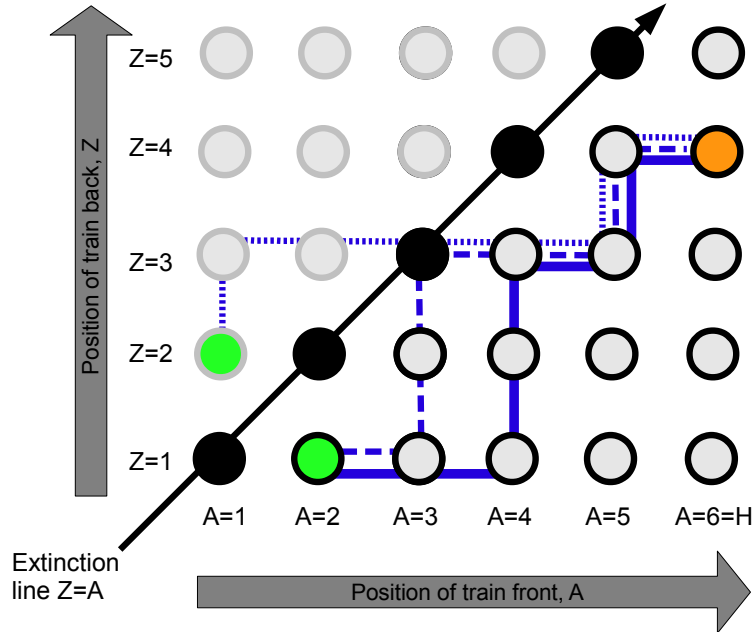 Position of train back, Z
Z=5
Z=4
Z=3
Z=2
Z=1
A=1 A=2 A=3 A=4 A=5 A=6=H
Extinction
line Z=A
Position of train front, A